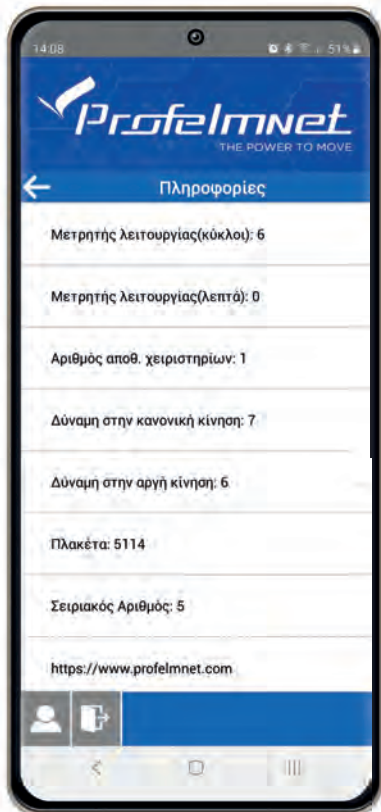 14:08
51%
Profelmnet
THE POWER TO MOVE
Πληροφορίες
Μετρητής λειτουργίας(κύκλοι): 6
Μετρητής λειτουργίας(λεπτά): 0
Αριθμός αποθ. χειριστηρίων: 1
Δύναμη στην κανονική κίνηση: 7
Δύναμη στην αργή κίνηση: 6
Πλακέτα: 5114
Σειριακός Αριθμός: 5
https://www.profelmnet.com